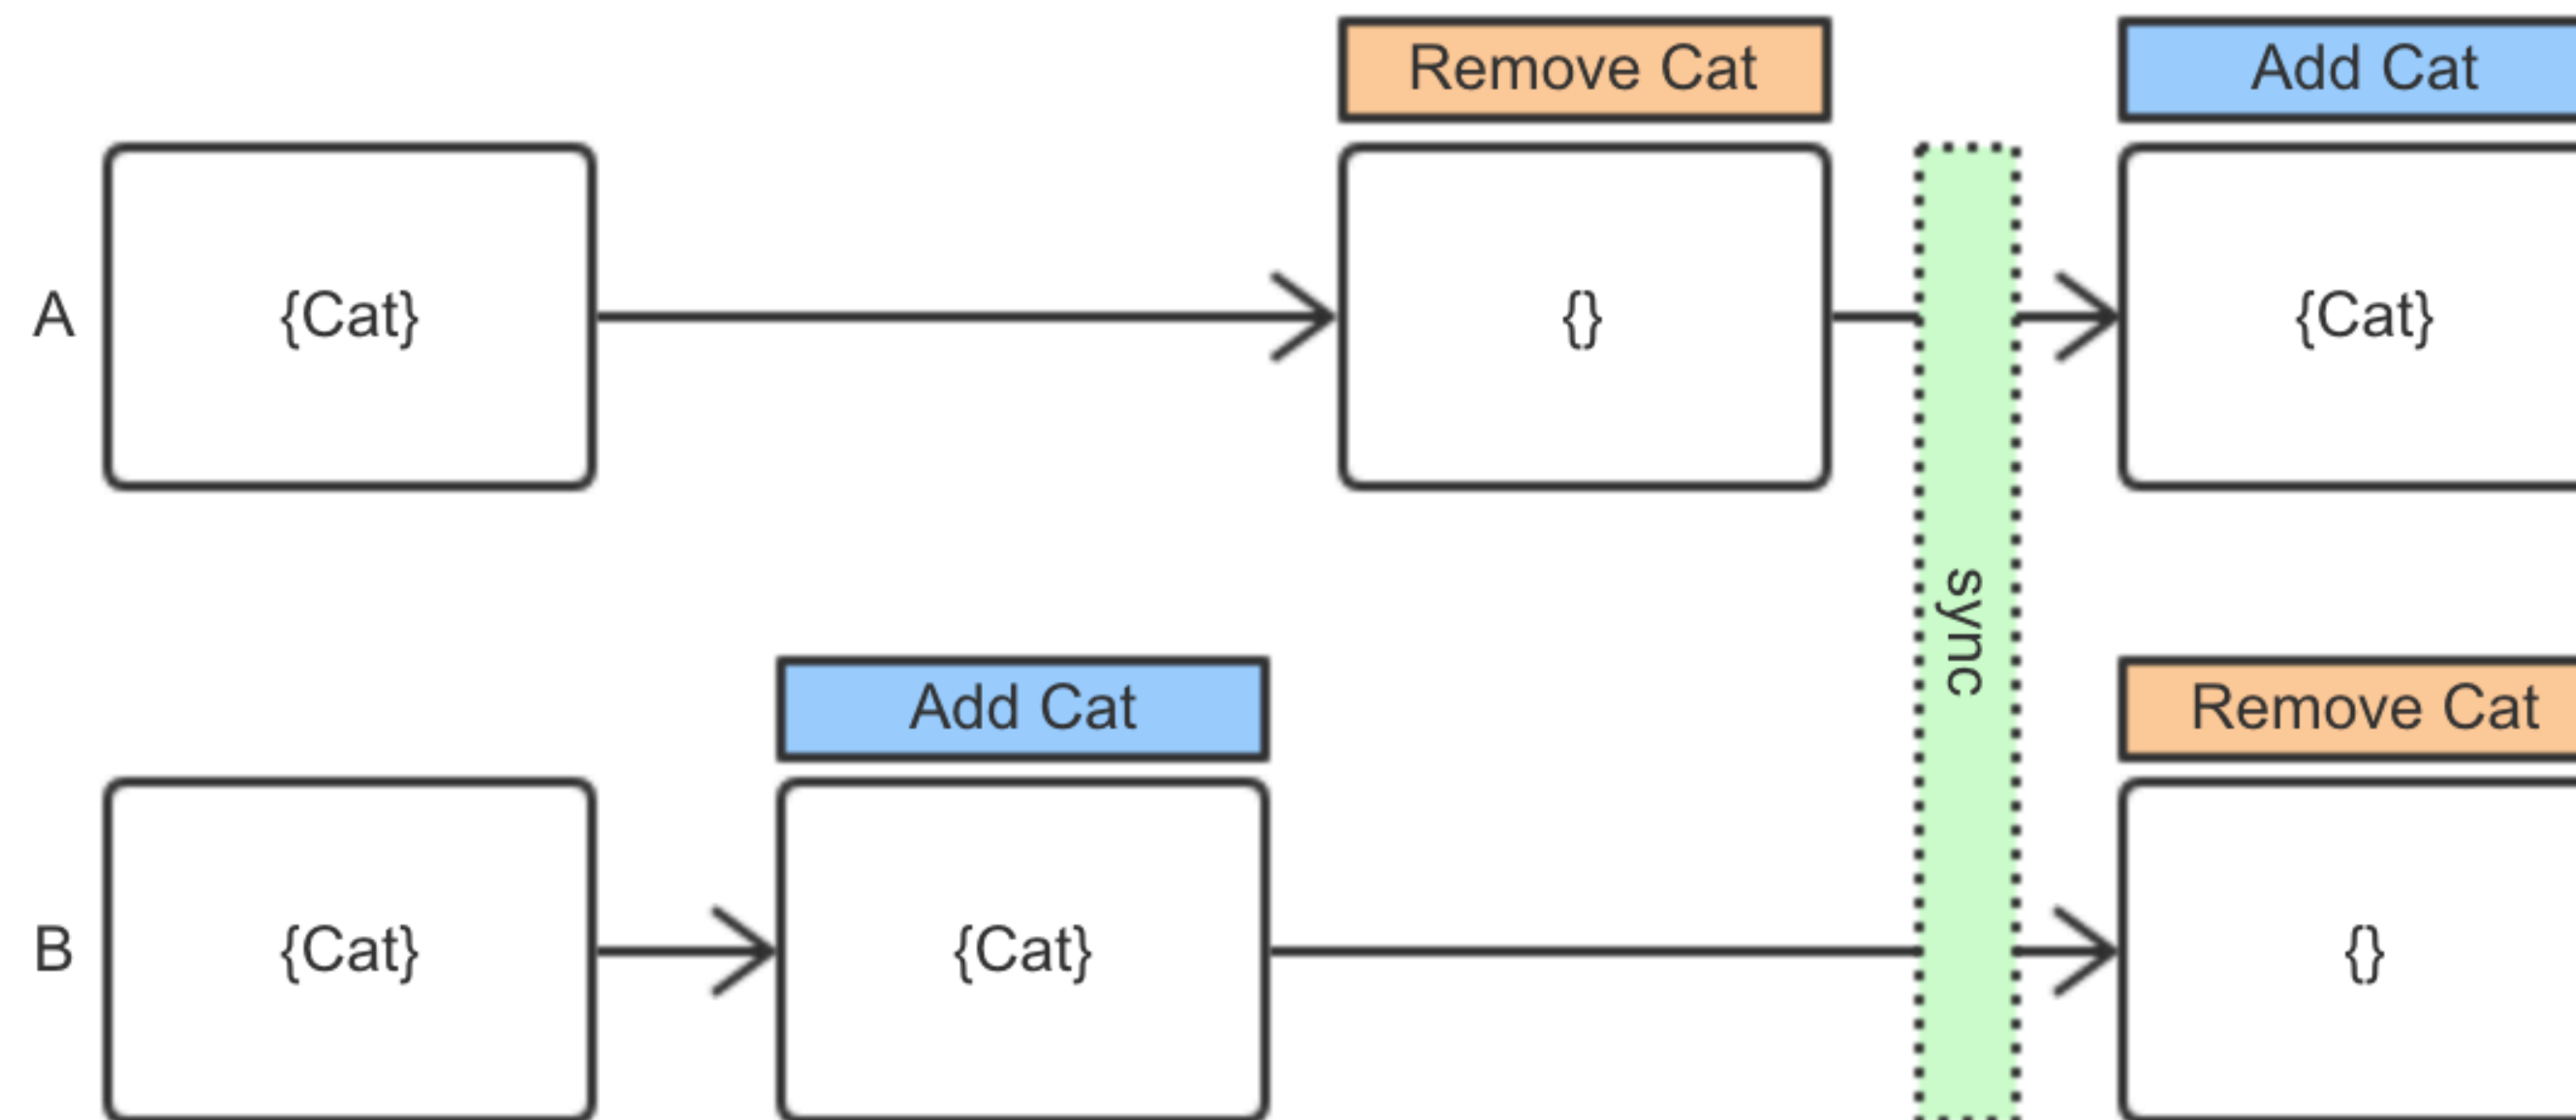 Remove Cat
Add Cat
A
{Cat}
{}
{Cat}
sync
Add Cat
Remove Cat
B
{Cat}
{Cat}
{}